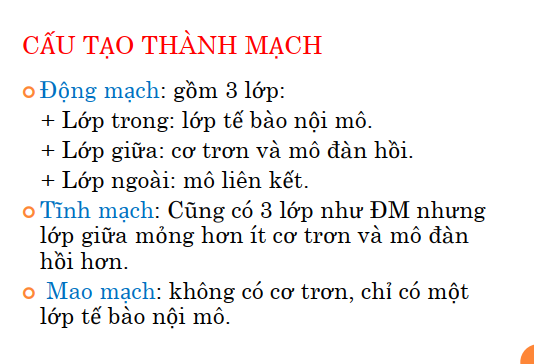 CẤU TẠO THÀNH MẠCH
Động mạch: gồm 3 lớp:
+ Lớp trong: lớp tế bào nội mô.
+ Lớp giữa: cơ trơn và mô đàn hồi.
+ Lớp ngoài: mô liên kết.
Tĩnh mạch: Cũng có 3 lớp như ĐM nhưng
lớp giữa mỏng hơn ít cơ trơn và mô đàn
hồi hơn.
Mao mạch: không có cơ trơn, chỉ có một
lớp tế bào nội mô.